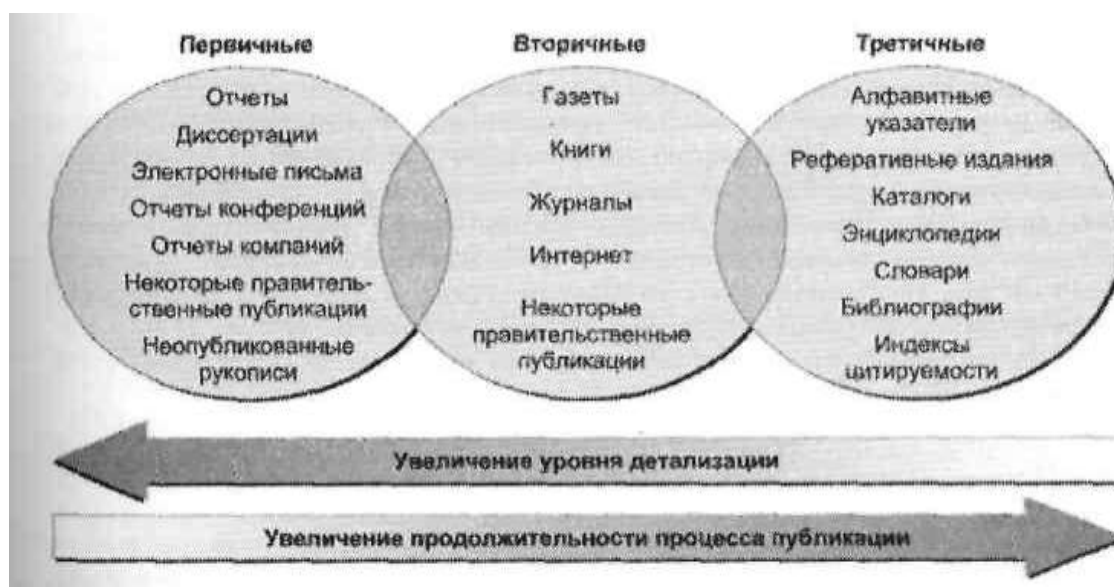 Первичные
Вторичные
Третичные
Отчеты
Диссертации
Электронные письма
Отчеты конференций
Отчеты компаний
Некоторые правитель-
ственные публикации
Неопубликованные
рукописи
Газеты
Книги
Журналы
Интернет
Некоторые
правительственные
публикации
Алфавитные
указатели
Реферативные издания
Каталоги
Энциклопедии
Словари
Библиографии
Индексы
цитируемости
Увеличение уровня детализации
Увеличение продолжительности процесса публикации